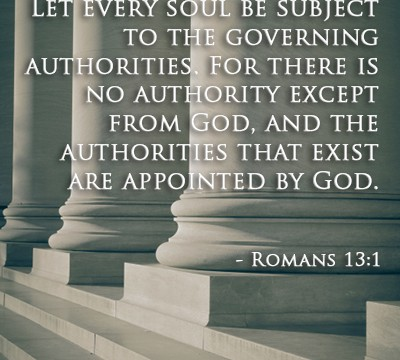 Let every soul be subject
to the governing
authorities. For there is
no authority except
from God, and the
authorities that exist
are appointed by God.
- Romans 13:1